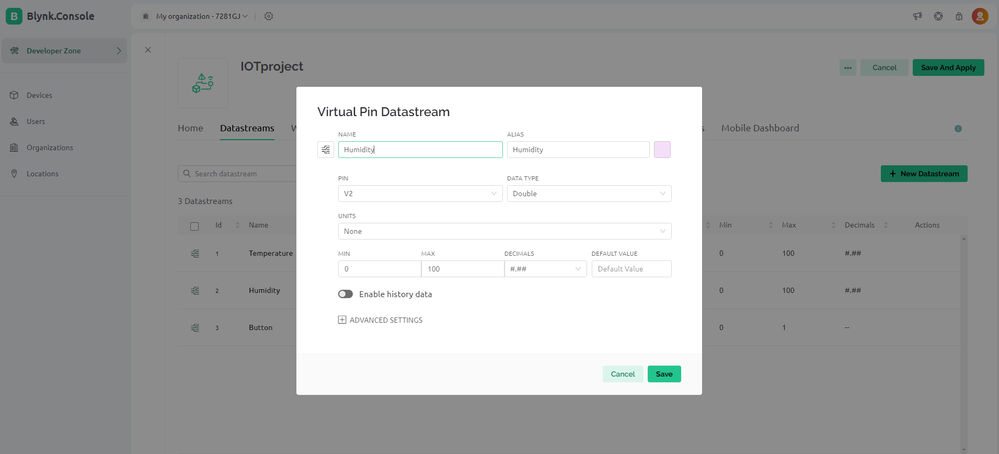 B Blynk.Console
My organization - 7281GJ
Developer Zone
Devices
Users
Organizations
Locations
IOTproject
Cancel
Save And Apply
Home
Datastreams
W
s
Mobile Dashboard
Search datastream
New Datastream
3 Datastreams
Id Name Min Max Decimals Actions
1 Temperature 0 100 #.##
2 Humidity 0 100 #.##
3 Button 0 1 --
Virtual Pin Datastream
NAME ALIAS
Humidity Humidity
PIN DATA TYPE
V2 Double
UNITS
None
MIN MAX DECIMALS DEFAULT VALUE
0 100 #.## Default Value
Enable history data
ADVANCED SETTINGS
Cancel Save